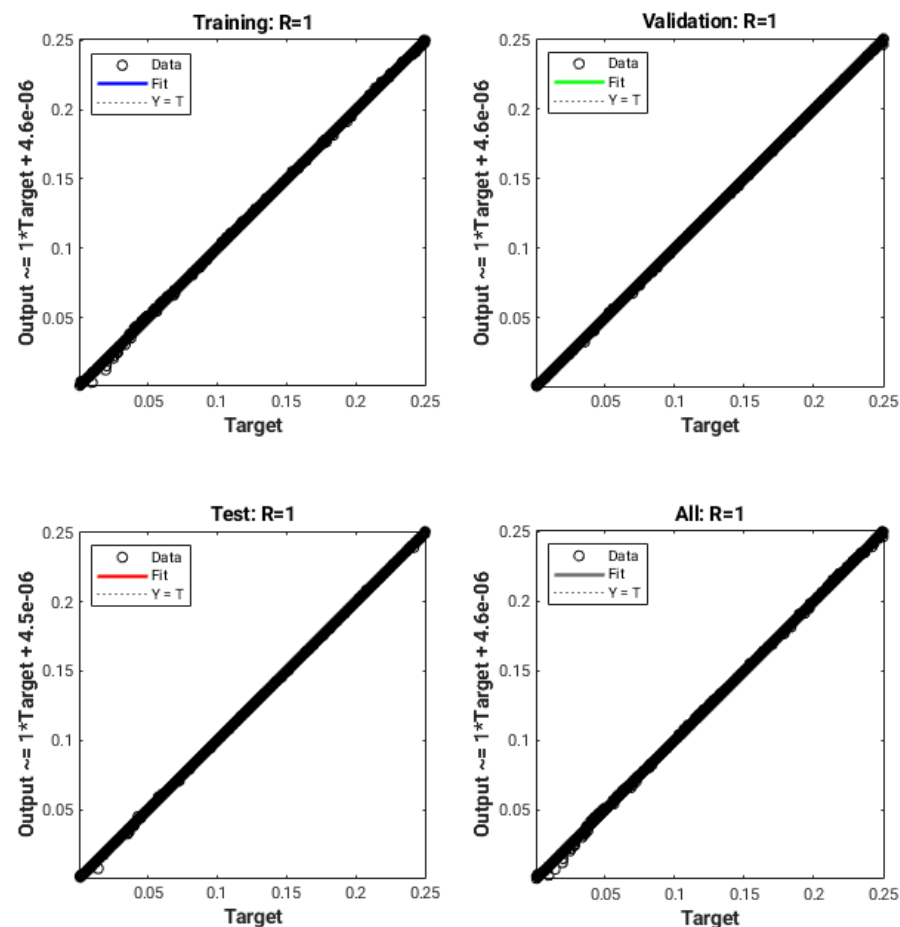 Training: R=1
Output ~= 1*Target + 4.6e-06
0.25
0.2
0.15
0.1
0.05
Data
Fit
Y = T
0.05 0.1 0.15 0.2 0.25
Target
Validation: R=1
Output ~= 1*Target + 4.6e-06
0.25
0.2
0.15
0.1
0.05
Data
Fit
Y = T
0.05 0.1 0.15 0.2 0.25
Target
Test: R=1
Output ~= 1*Target + 4.5e-06
0.25
0.2
0.15
0.1
0.05
Data
Fit
Y = T
0.05 0.1 0.15 0.2 0.25
Target
All: R=1
Output ~= 1*Target + 4.6e-06
0.25
0.2
0.15
0.1
0.05
Data
Fit
Y = T
0.05 0.1 0.15 0.2 0.25
Target